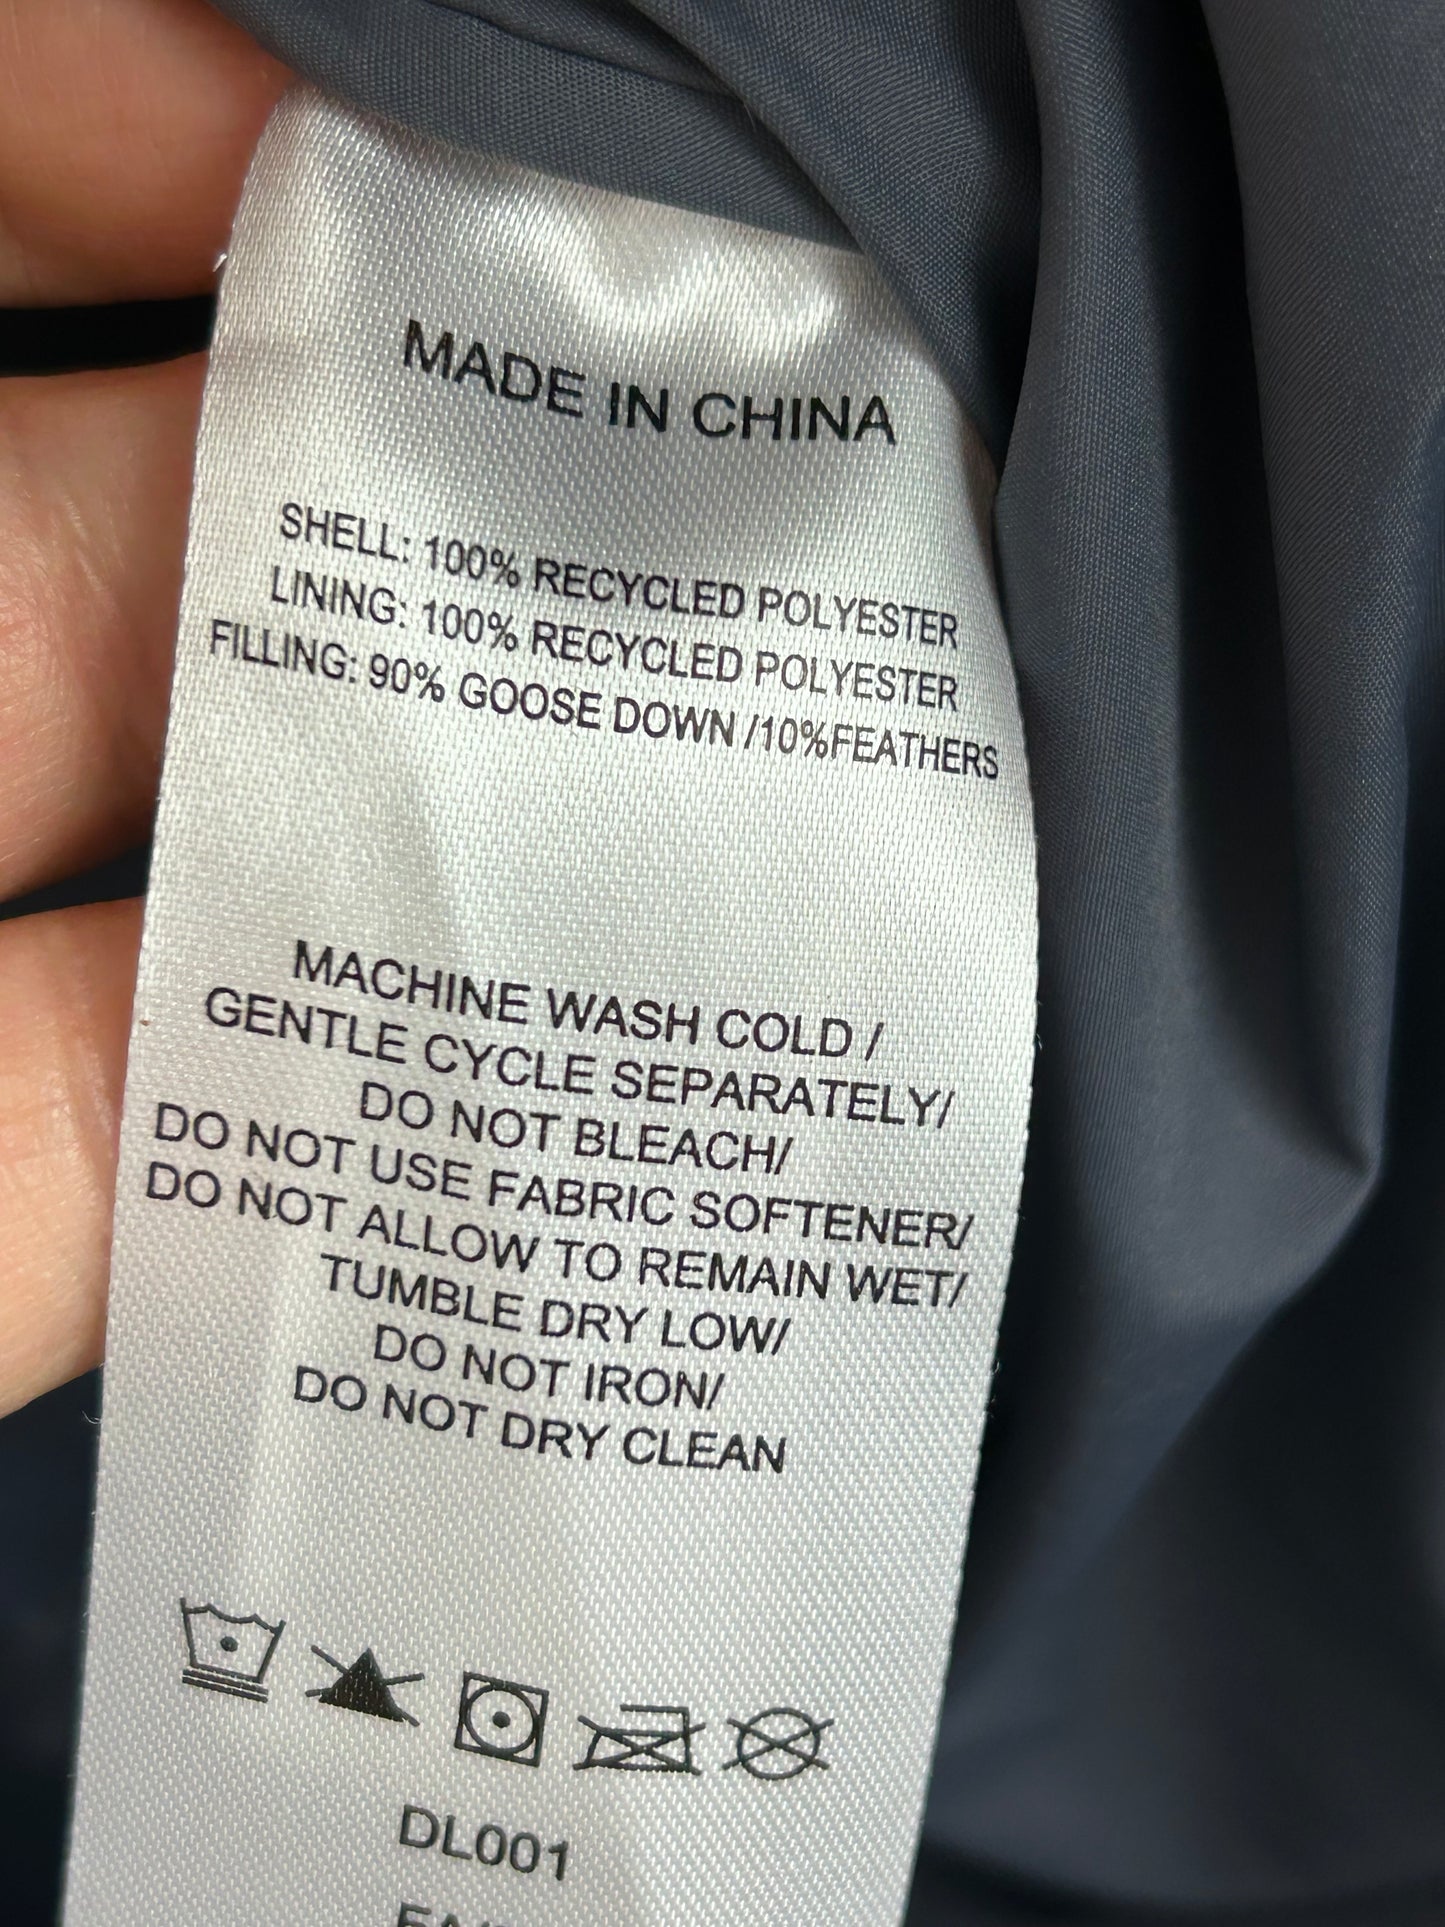 MADE IN CHINA
SHELL: 100% RECYCLED POLYESTER
LINING: 100% RECYCLED POLYESTER
FILLING: 90% GOOSE DOWN /10%FEATHERS
MACHINE WASH COLD /
GENTLE CYCLE SEPARATELY/
DO NOT BLEACH/
DO NOT USE FABRIC SOFTENER/
DO NOT ALLOW TO REMAIN WET/
TUMBLE DRY LOW/
DO NOT IRON/
DO NOT DRY CLEAN
DL001